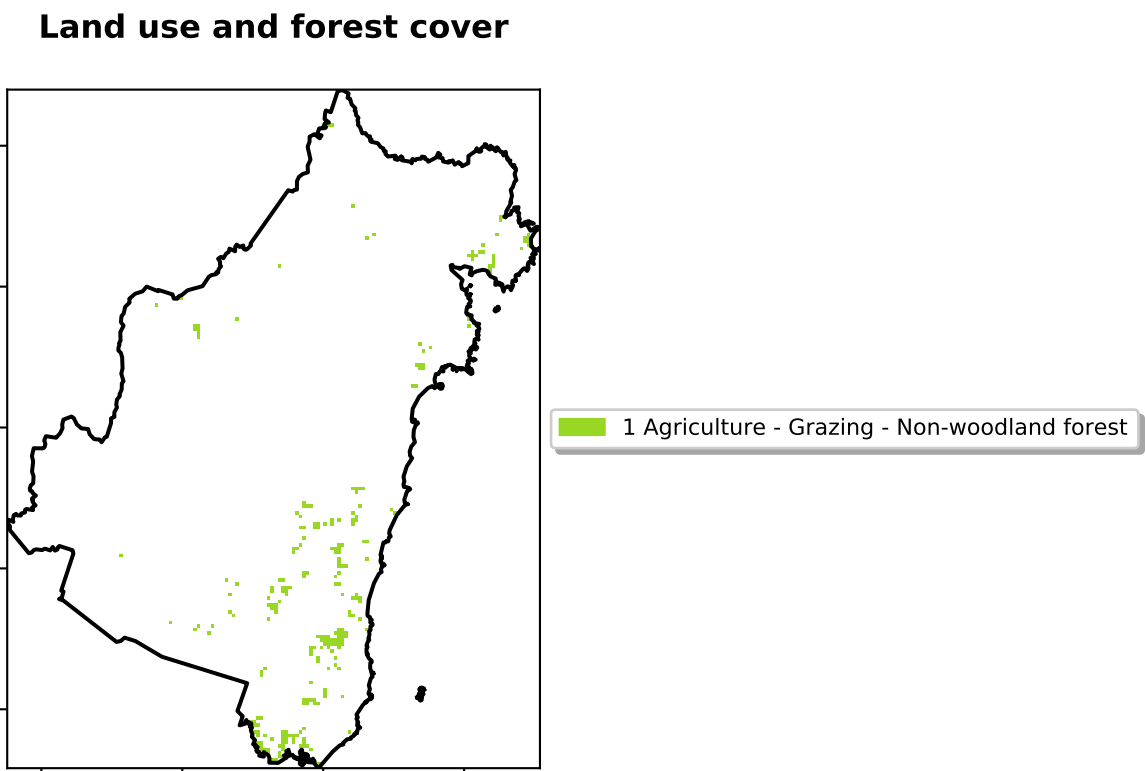 Land use and forest cover
1 Agriculture - Grazing - Non-woodland forest